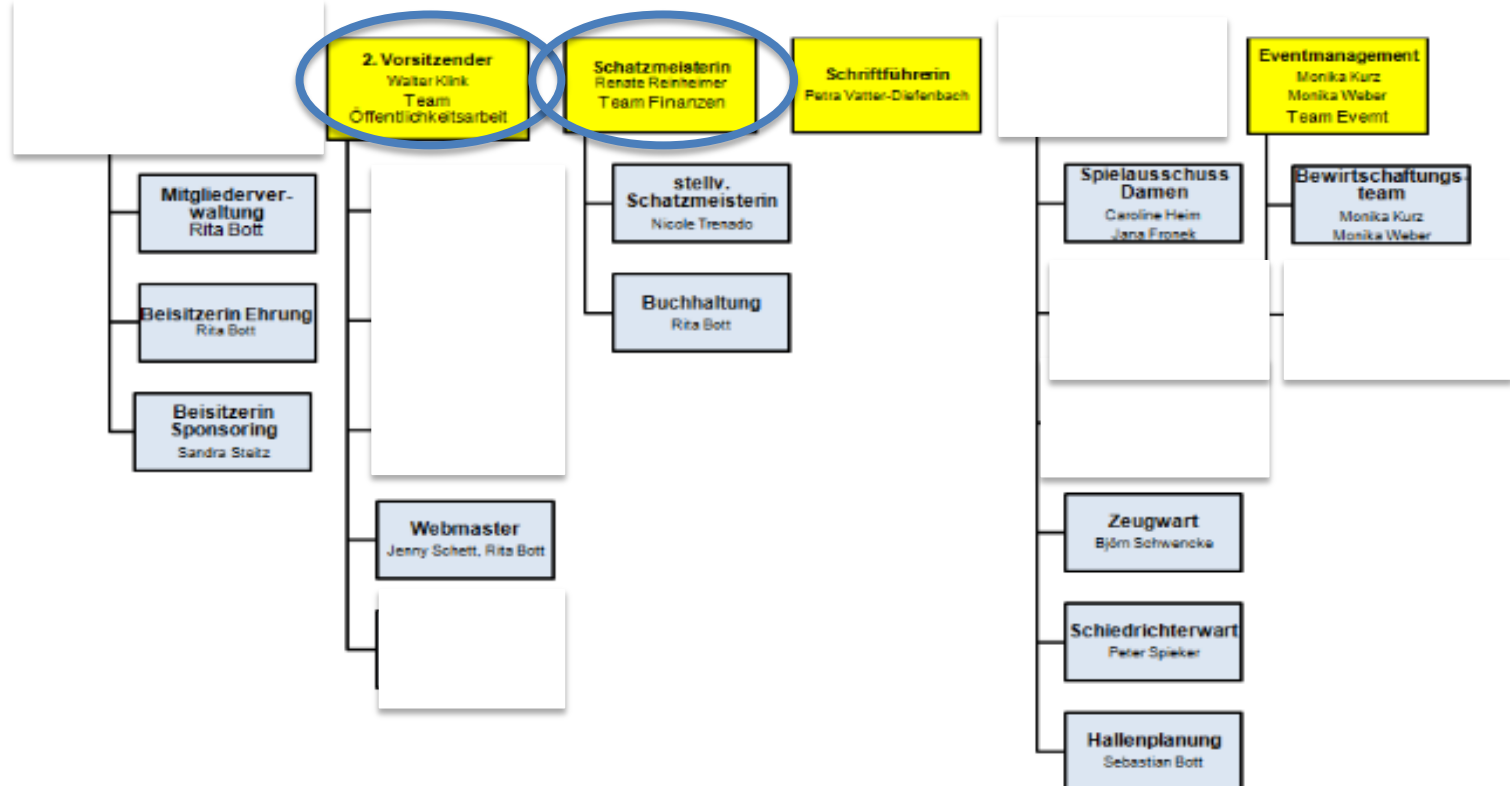 2. Vorsitzender
Walter Klink
Team
Öffentlichkeitsarbeit
Schatzmeisterin
Renate Reinheimer
Team Finanzen
Schriftführerin
Petra Vatter-Diefenbach
Eventmanagement
Monika Kurz
Monika Weber
Team Evemt
Mitgliederver-
waltung
Rita Bott
Beisitzerin Ehrung
Rita Bott
Beisitzerin
Sponsoring
Sandra Steitz
Webmaster
Jenny Schett, Rita Bott
stellv.
Schatzmeisterin
Nicole Trenado
Buchhaltung
Rita Bott
Spielausschuss
Damen
Caroline Heim
Jana Fronek
Zeugwart
Björn Schwencke
Schiedrichterwart
Peter Spieker
Hallenplanung
Sebastian Bott
Bewirtschaftungs-
team
Monika Kurz
Monika Weber